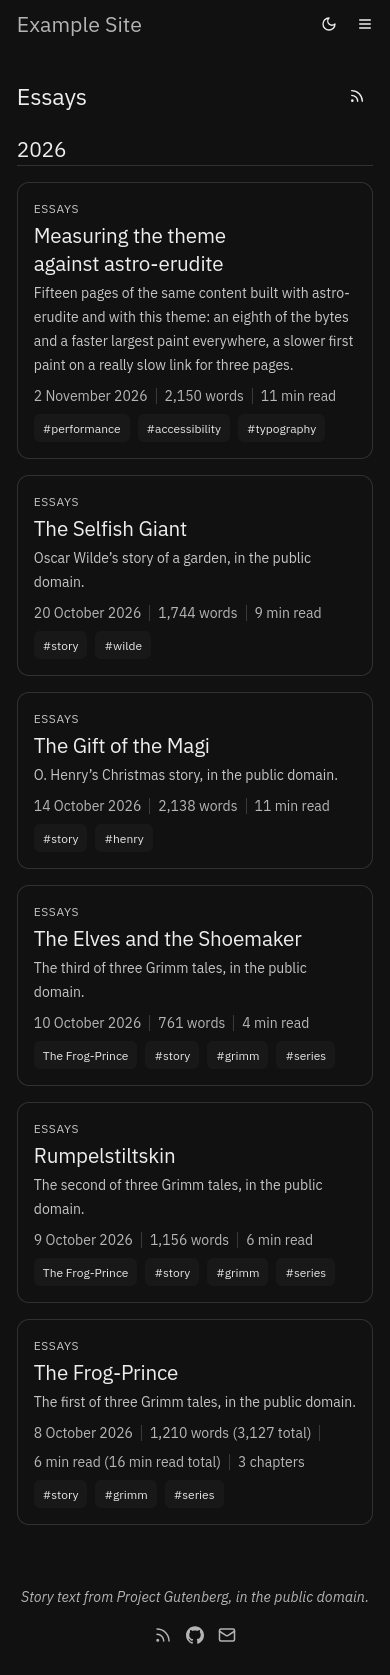 Example Site
Essays
2026
ESSAYS
Measuring the theme
against astro-erudite
Fifteen pages of the same content built with astro-
erudite and with this theme: an eighth of the bytes
and a faster largest paint everywhere, a slower first
paint on a really slow link for three pages.
2 November 2026 2,150 words 11 min read
#performance #accessibility #typography
ESSAYS
The Selfish Giant
Oscar Wilde’s story of a garden, in the public
domain.
20 October 2026 1,744 words 9 min read
#story #wilde
ESSAYS
The Gift of the Magi
O. Henry’s Christmas story, in the public domain.
14 October 2026 2,138 words 11 min read
#story #henry
ESSAYS
The Elves and the Shoemaker
The third of three Grimm tales, in the public
domain.
10 October 2026 761 words 4 min read
The Frog-Prince #story #grimm #series
ESSAYS
Rumpelstiltskin
The second of three Grimm tales, in the public
domain.
9 October 2026 1,156 words 6 min read
The Frog-Prince #story #grimm #series
ESSAYS
The Frog-Prince
The first of three Grimm tales, in the public domain.
8 October 2026 1,210 words (3,127 total)
6 min read (16 min read total) 3 chapters
#story #grimm #series
Story text from Project Gutenberg, in the public domain.